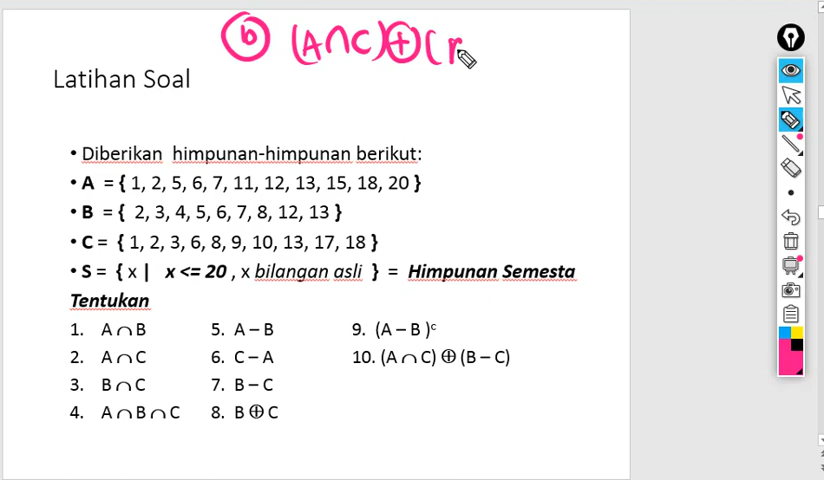 b (A∩C)⊕(
Latihan Soal
• Diberikan himpunan-himpunan berikut:
• A = { 1, 2, 5, 6, 7, 11, 12, 13, 15, 18, 20 }
• B = { 2, 3, 4, 5, 6, 7, 8, 12, 13 }
• C = { 1, 2, 3, 6, 8, 9, 10, 13, 17, 18 }
• S = { x | x <= 20 , x bilangan asli } = Himpunan Semesta
Tentukan
1. A ∩ B 5. A – B 9. (A – B )ᶜ
2. A ∩ C 6. C – A 10. (A ∩ C) ⊕ (B – C)
3. B ∩ C 7. B – C
4. A ∩ B ∩ C 8. B ⊕ C